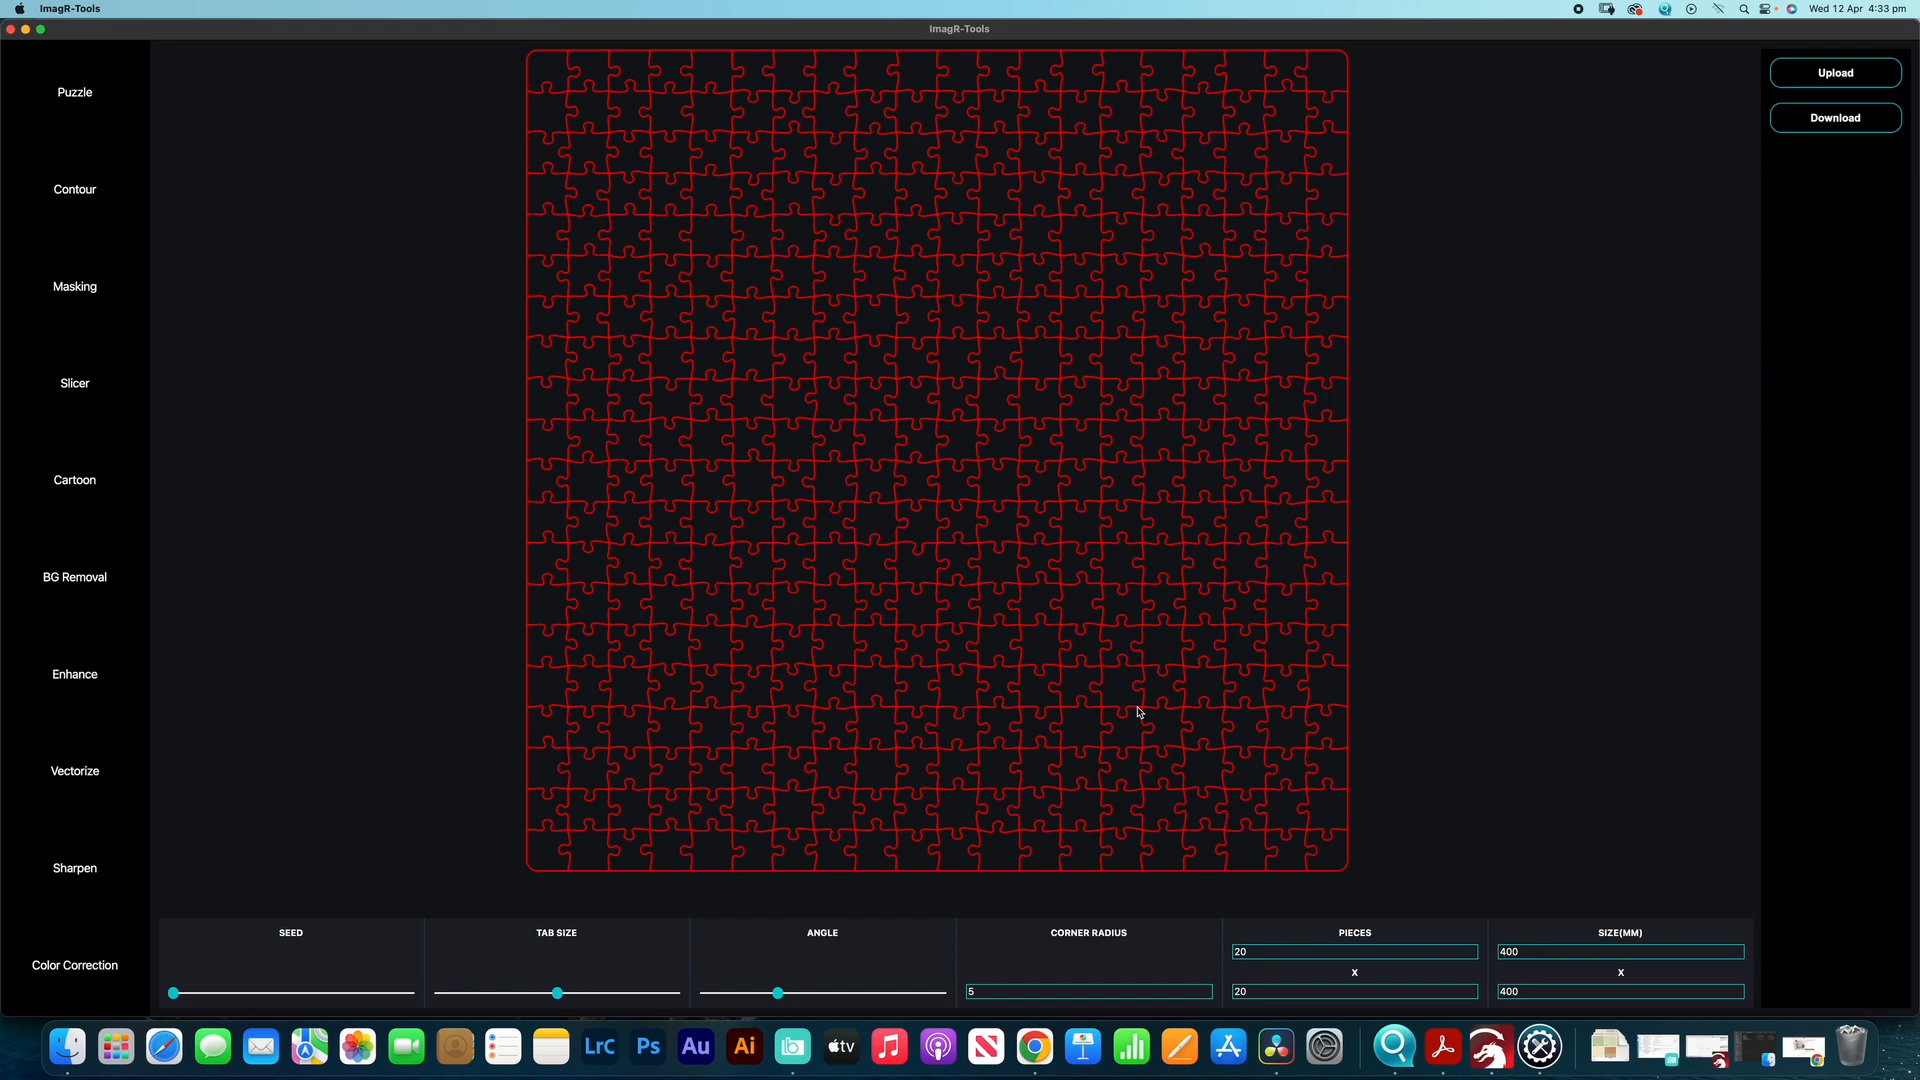 ImagR-Tools
Wed 12 Apr 4:33 pm
ImagR-Tools
Puzzle
Contour
Masking
Slicer
Cartoon
BG Removal
Enhance
Vectorize
Sharpen
Color Correction
Upload
Download
SEED
TAB SIZE
ANGLE
CORNER RADIUS
5
PIECES
20
X
20
SIZE(MM)
400
X
400
LrC
Ps
Au
Ai
tv